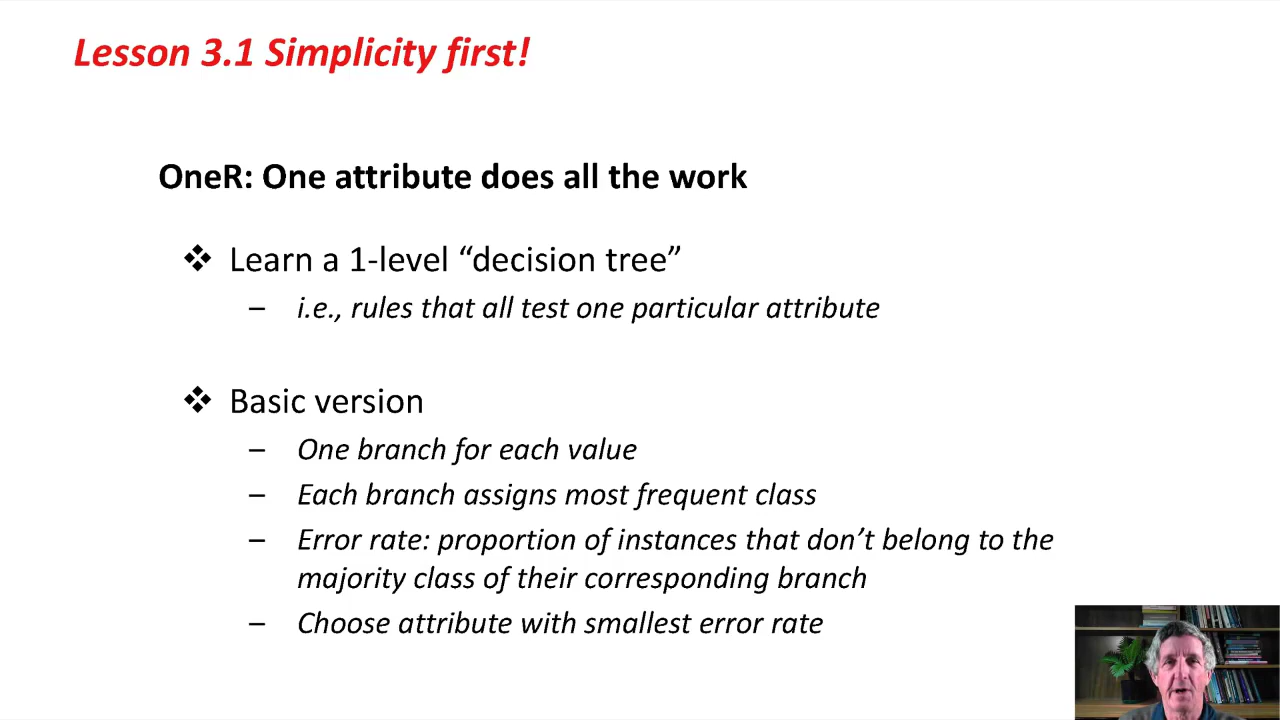 Lesson 3.1 Simplicity first!
OneR: One attribute does all the work
❖ Learn a 1-level “decision tree”
– i.e., rules that all test one particular attribute
❖ Basic version
– One branch for each value
– Each branch assigns most frequent class
– Error rate: proportion of instances that don’t belong to the
majority class of their corresponding branch
– Choose attribute with smallest error rate